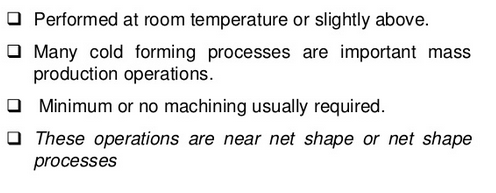 ❑ Performed at room temperature or slightly above.
❑ Many cold forming processes are important mass
production operations.
❑ Minimum or no machining usually required.
❑ These operations are near net shape or net shape
processes